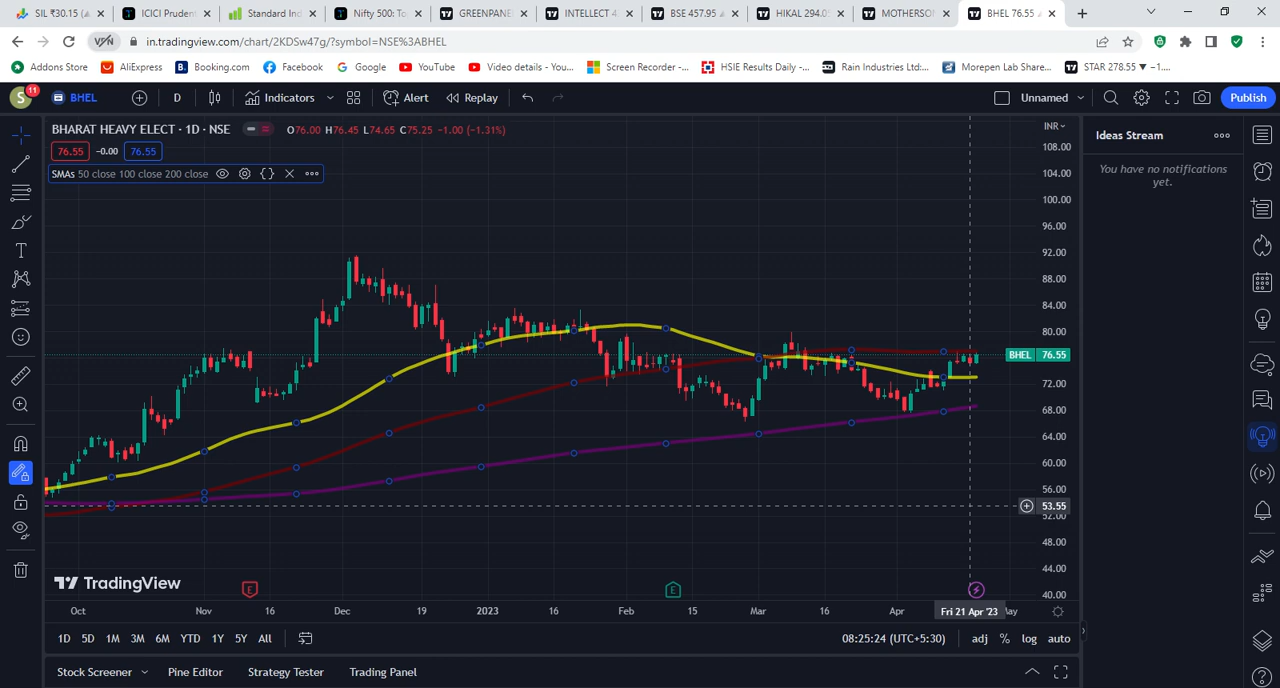 SIL ₹30.15 (▲
ICICI Prudent
Standard Ind
Nifty 500: To
GREENPANE
INTELLECT 4
BSE 457.95 ▲
HIKAL 294.0
MOTHERSO
BHEL 76.55 ▲
VPN
in.tradingview.com/chart/2KDSw47g/?symbol=NSE%3ABHEL
Addons Store
AliExpress
Booking.com
Facebook
Google
YouTube
Video details - You...
Screen Recorder -...
HSIE Results Daily -...
Rain Industries Ltd:...
Morepen Lab Share...
STAR 278.55 ▼ −1....
S 11
BHEL
D
Indicators
Alert
Replay
Unnamed
Publish
BHARAT HEAVY ELECT · 1D · NSE
O76.00 H76.45 L74.65 C75.25 −1.00 (−1.31%)
INR
Ideas Stream
76.55 −0.00 76.55
SMAs 50 close 100 close 200 close
You have no notifications
yet.
108.00
104.00
100.00
96.00
92.00
88.00
84.00
80.00
BHEL 76.55
72.00
68.00
64.00
60.00
56.00
53.55
52.00
48.00
44.00
40.00
TradingView
E
E
Oct
Nov
16
Dec
19
2023
16
Feb
15
Mar
16
Apr
Fri 21 Apr '23
1D 5D 1M 3M 6M YTD 1Y 5Y All
08:25:24 (UTC+5:30)
adj % log auto
Stock Screener
Pine Editor
Strategy Tester
Trading Panel